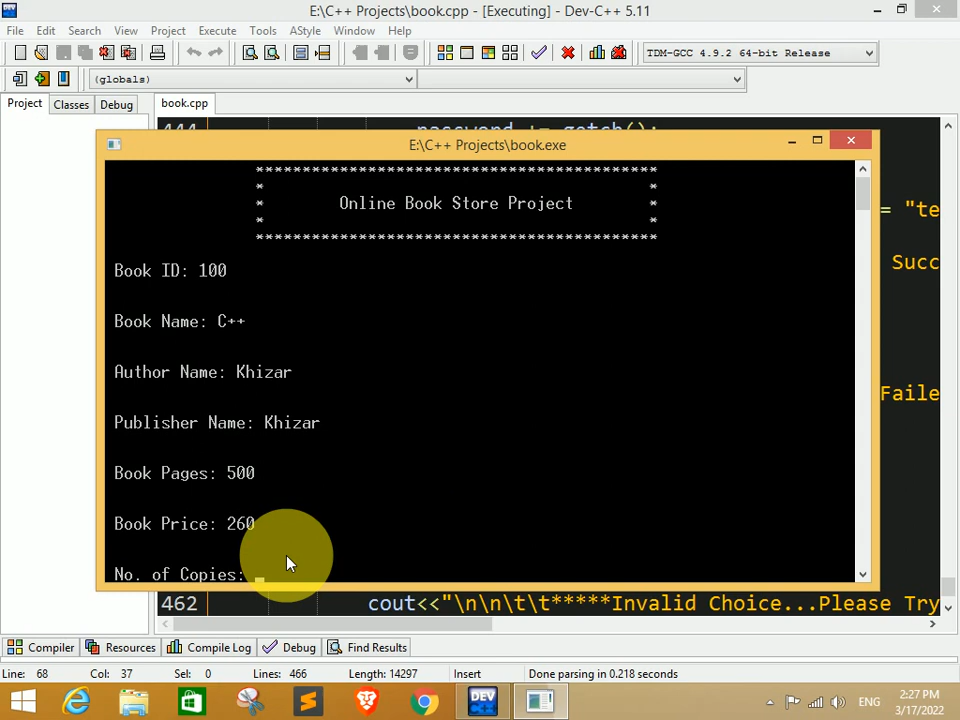 E:\C++ Projects\book.cpp - [Executing] - Dev-C++ 5.11
File Edit Search View Project Execute Tools AStyle Window Help
TDM-GCC 4.9.2 64-bit Release
(globals)
Project Classes Debug book.cpp
E:\C++ Projects\book.exe
*******************************************
* *
* Online Book Store Project *
* *
*******************************************
= "te
Book ID: 100
Succ
Book Name: C++
Author Name: Khizar
Faile
Publisher Name: Khizar
Book Pages: 500
Book Price: 260
No. of Copies:
462 cout<<"\n\n\t\t*****Invalid Choice...Please Try
Compiler Resources Compile Log Debug Find Results
Line: 68 Col: 37 Sel: 0 Lines: 466 Length: 14297 Insert Done parsing in 0.218 seconds
DEV
ENG
2:27 PM
3/17/2022